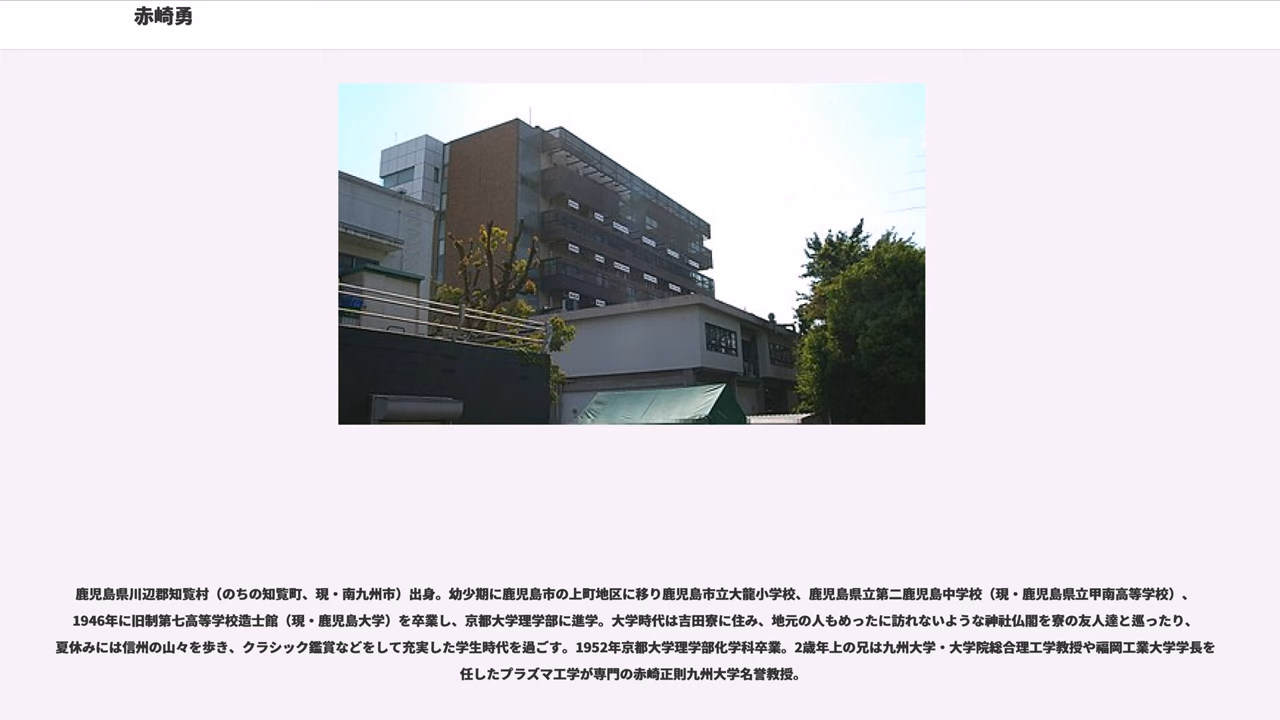 赤崎勇
鹿児島県川辺郡知覧村（のちの知覧町、現・南九州市）出身。幼少期に鹿児島市の上町地区に移り鹿児島市立大龍小学校、鹿児島県立第二鹿児島中学校（現・鹿児島県立甲南高等学校）、
1946年に旧制第七高等学校造士館（現・鹿児島大学）を卒業し、京都大学理学部に進学。大学時代は吉田寮に住み、地元の人もめったに訪れないような神社仏閣を寮の友人達と巡ったり、
夏休みには信州の山々を歩き、クラシック鑑賞などをして充実した学生時代を過ごす。1952年京都大学理学部化学科卒業。2歳年上の兄は九州大学・大学院総合理工学教授や福岡工業大学学長を
任したプラズマ工学が専門の赤崎正則九州大学名誉教授。